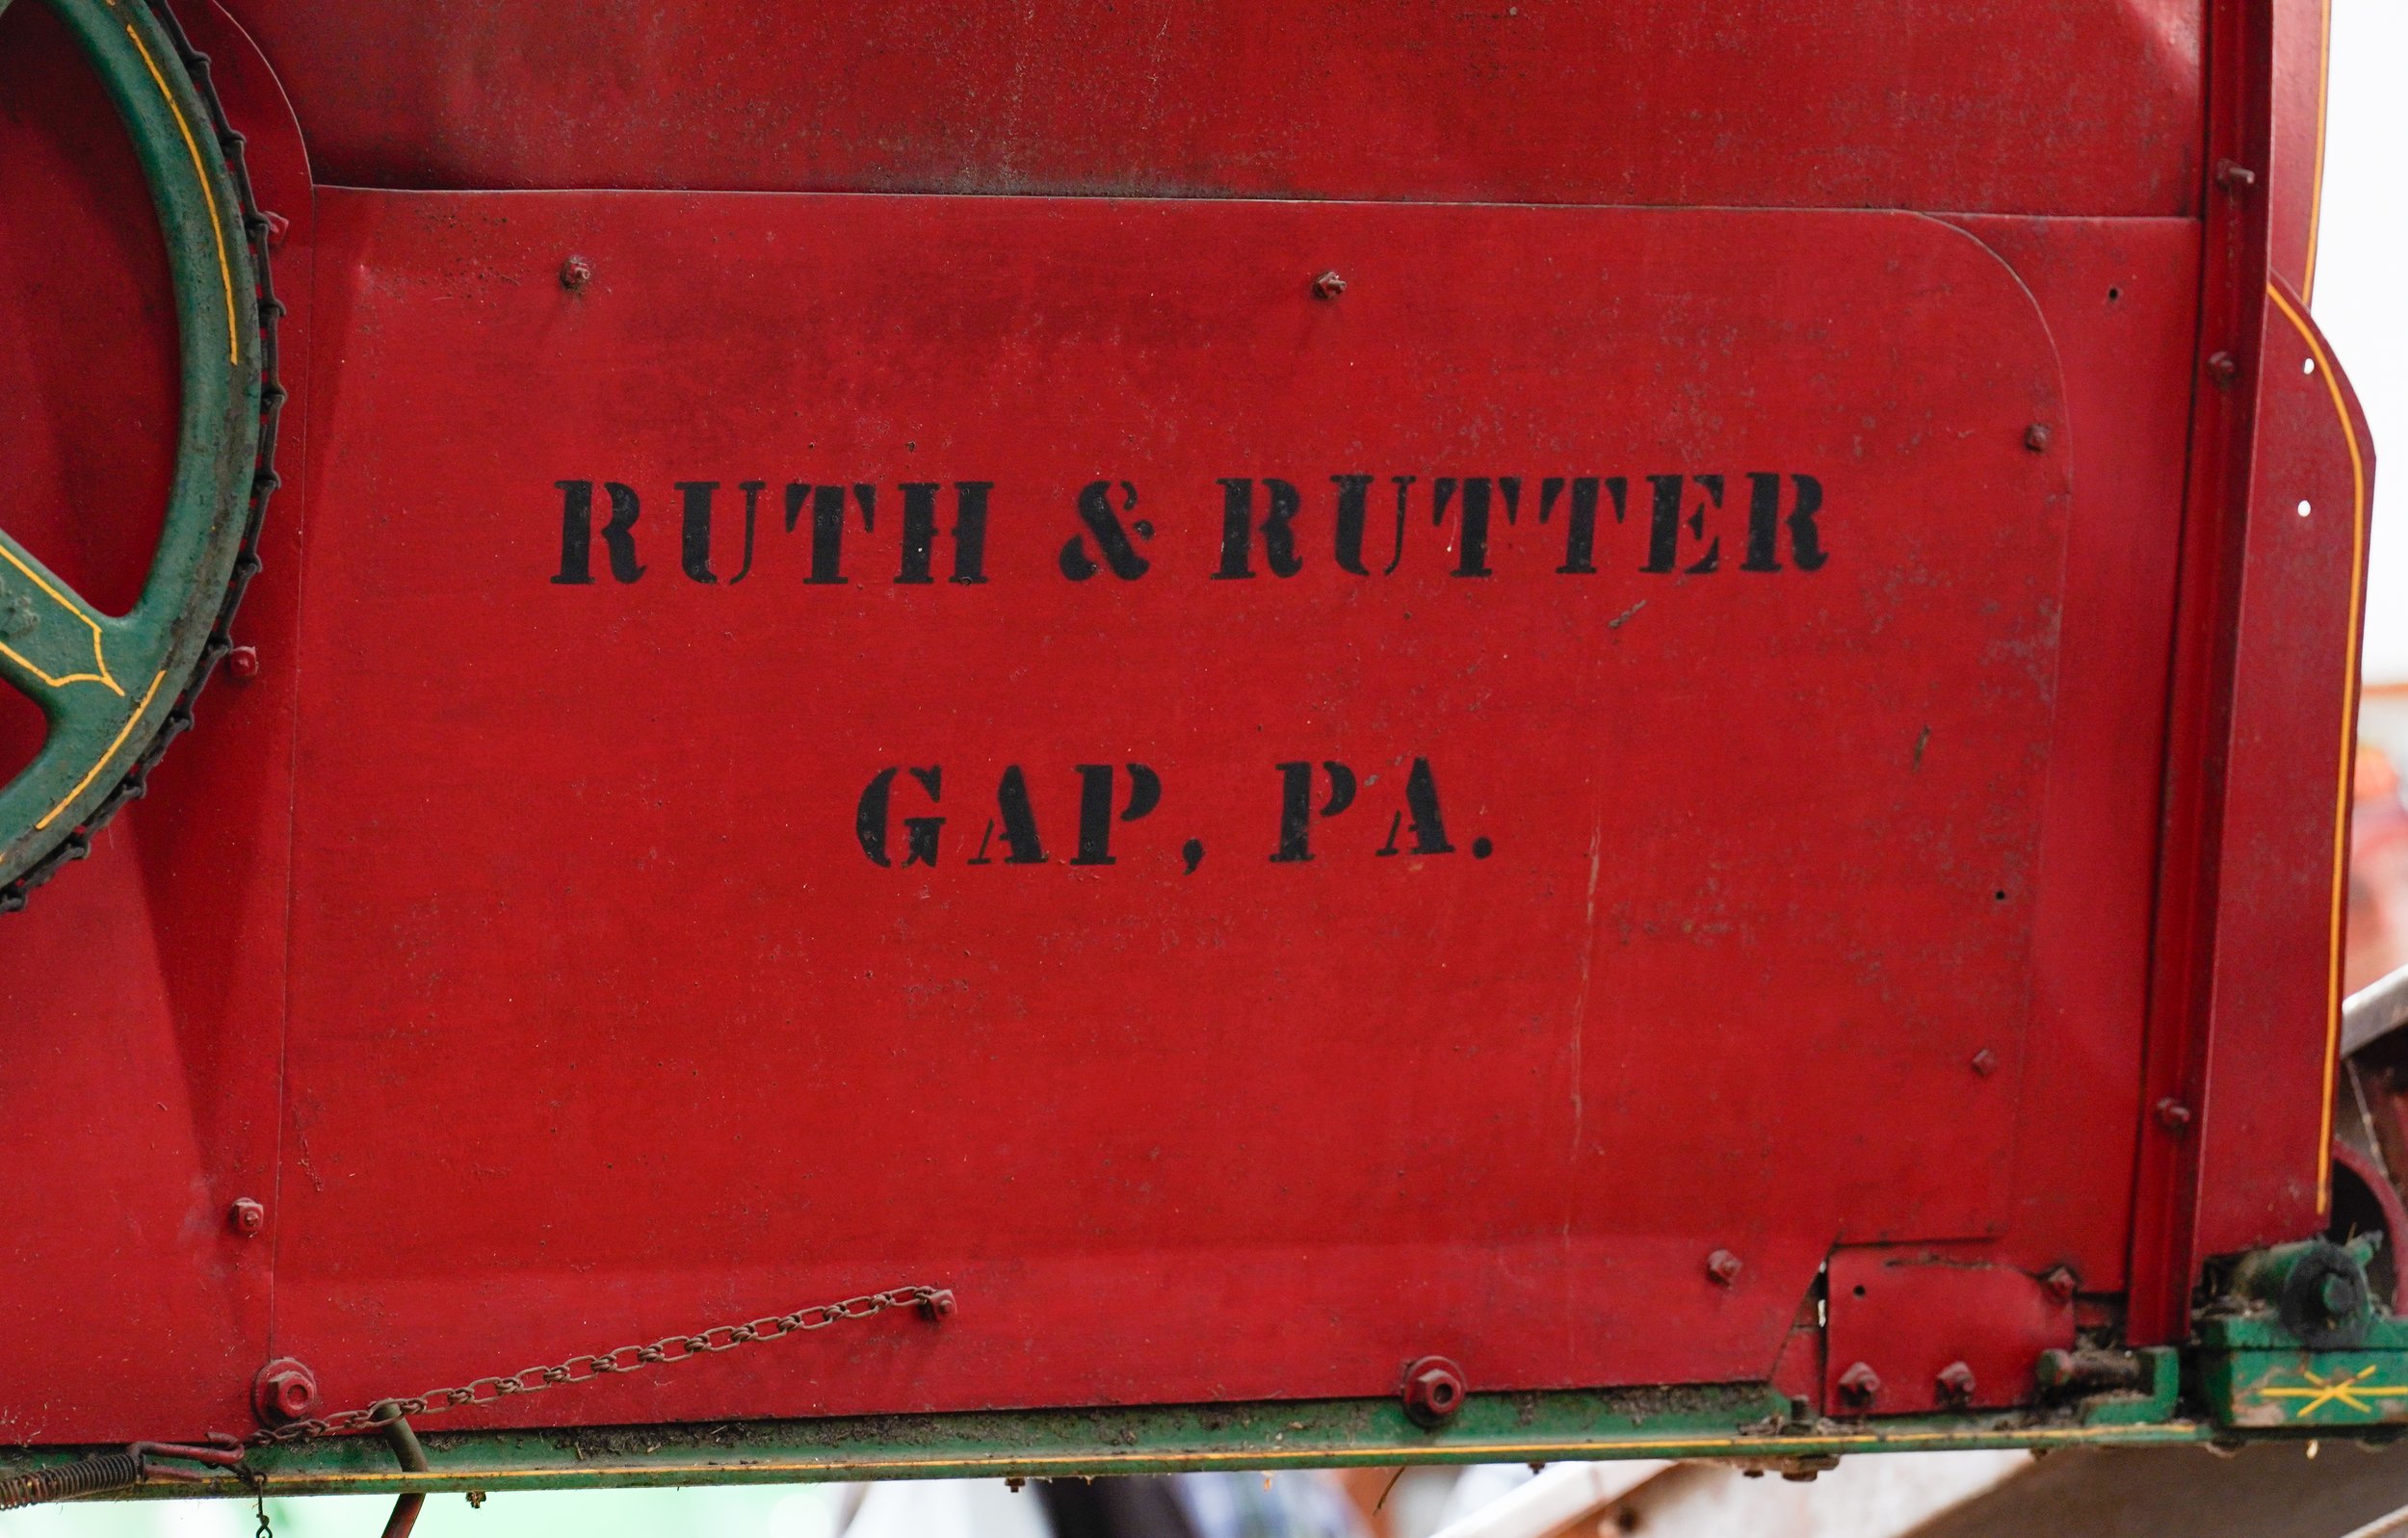 RUTH & RUTTER
GAP, PA.